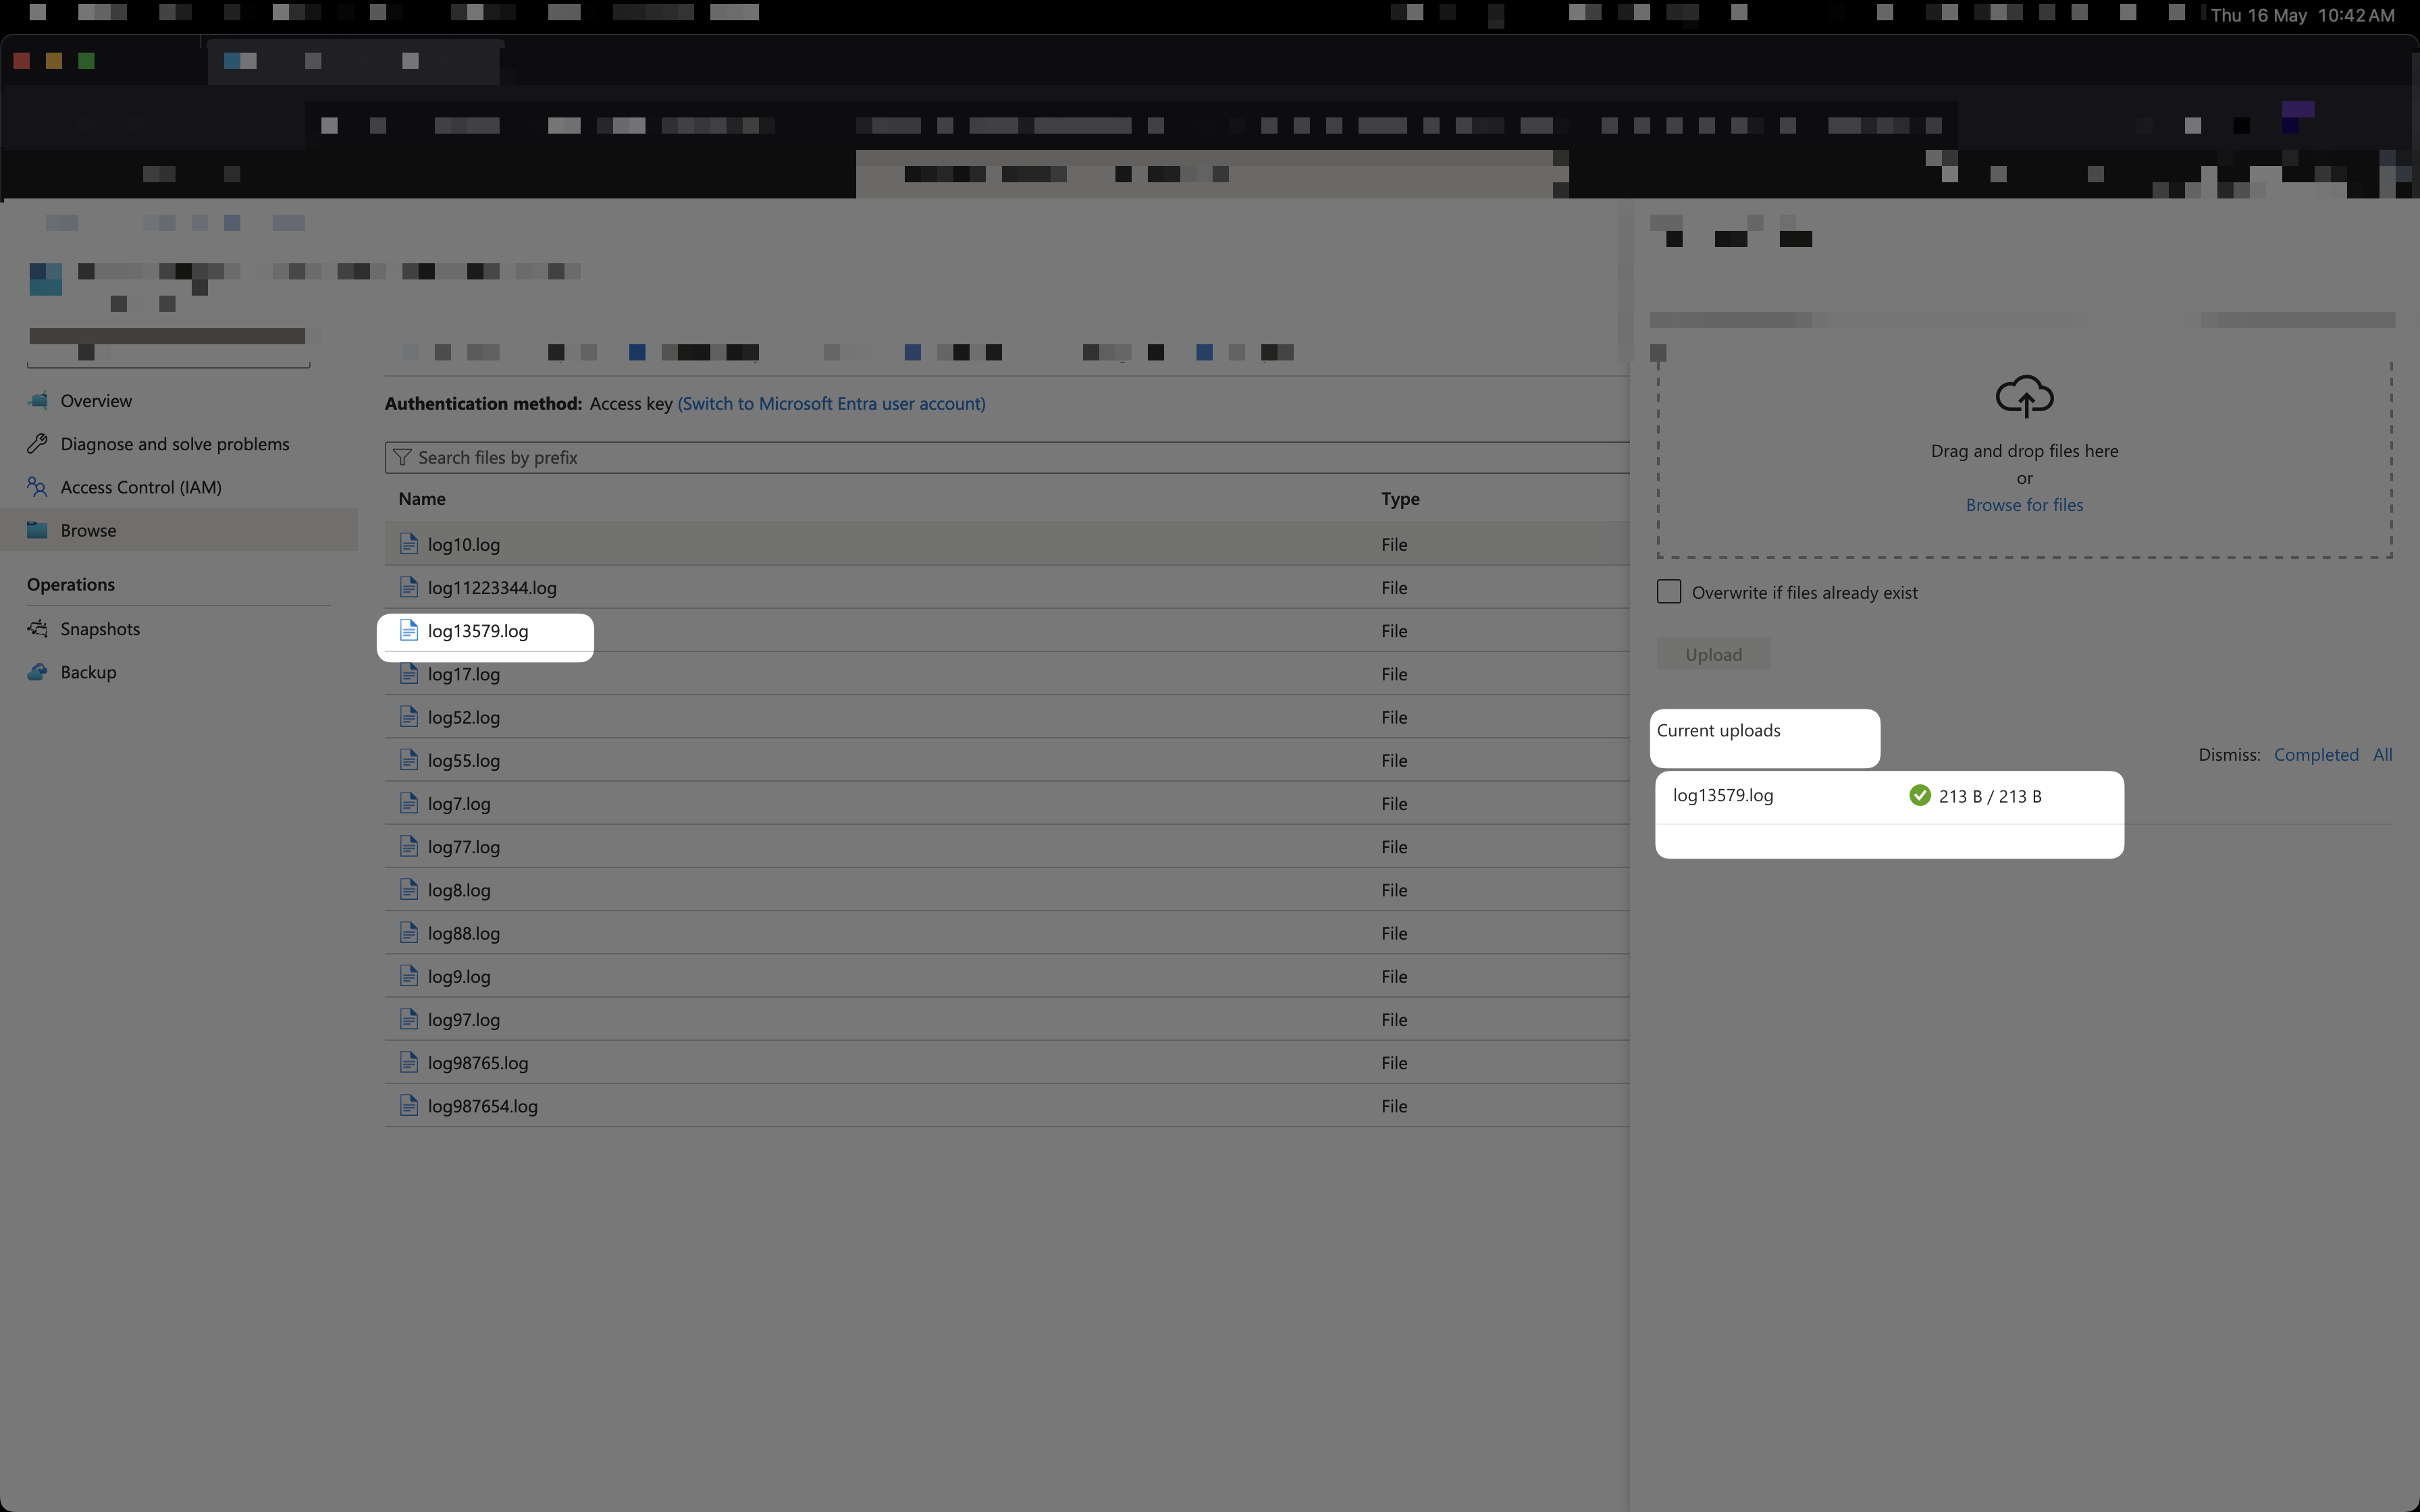 Thu 16 May 10:42 AM
Overview
Diagnose and solve problems
Access Control (IAM)
Browse
Operations
Snapshots
Backup
Authentication method: Access key (Switch to Microsoft Entra user account)
Search files by prefix
Name Type
log10.log File
log11223344.log File
log13579.log File
log17.log File
log52.log File
log55.log File
log7.log File
log77.log File
log8.log File
log88.log File
log9.log File
log97.log File
log98765.log File
log987654.log File
Drag and drop files here
or
Browse for files
Overwrite if files already exist
Upload
Current uploads
Dismiss: Completed All
log13579.log 213 B / 213 B